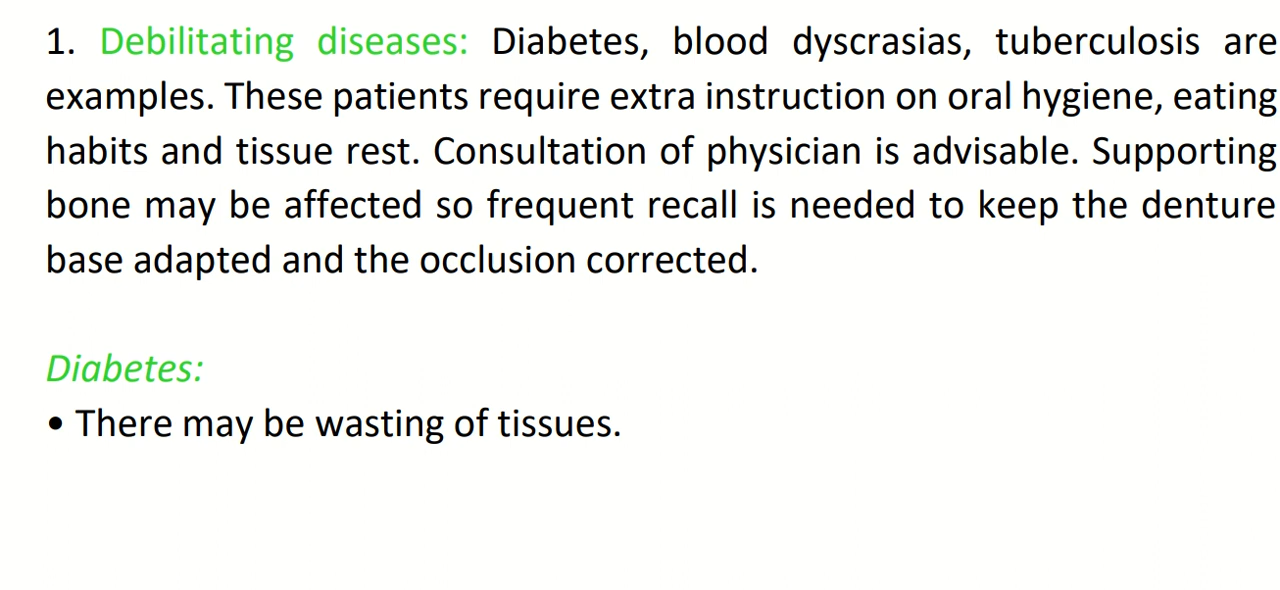 1. Debilitating diseases: Diabetes, blood dyscrasias, tuberculosis are
examples. These patients require extra instruction on oral hygiene, eating
habits and tissue rest. Consultation of physician is advisable. Supporting
bone may be affected so frequent recall is needed to keep the denture
base adapted and the occlusion corrected.
Diabetes:
• There may be wasting of tissues.